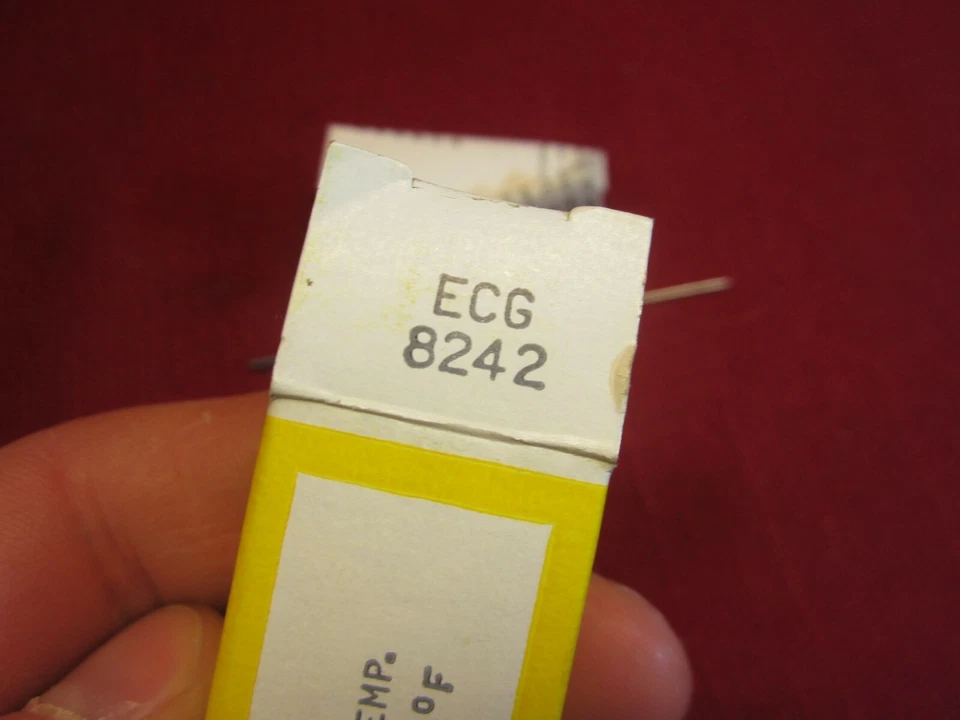 ECG
8242
EMP.
OF